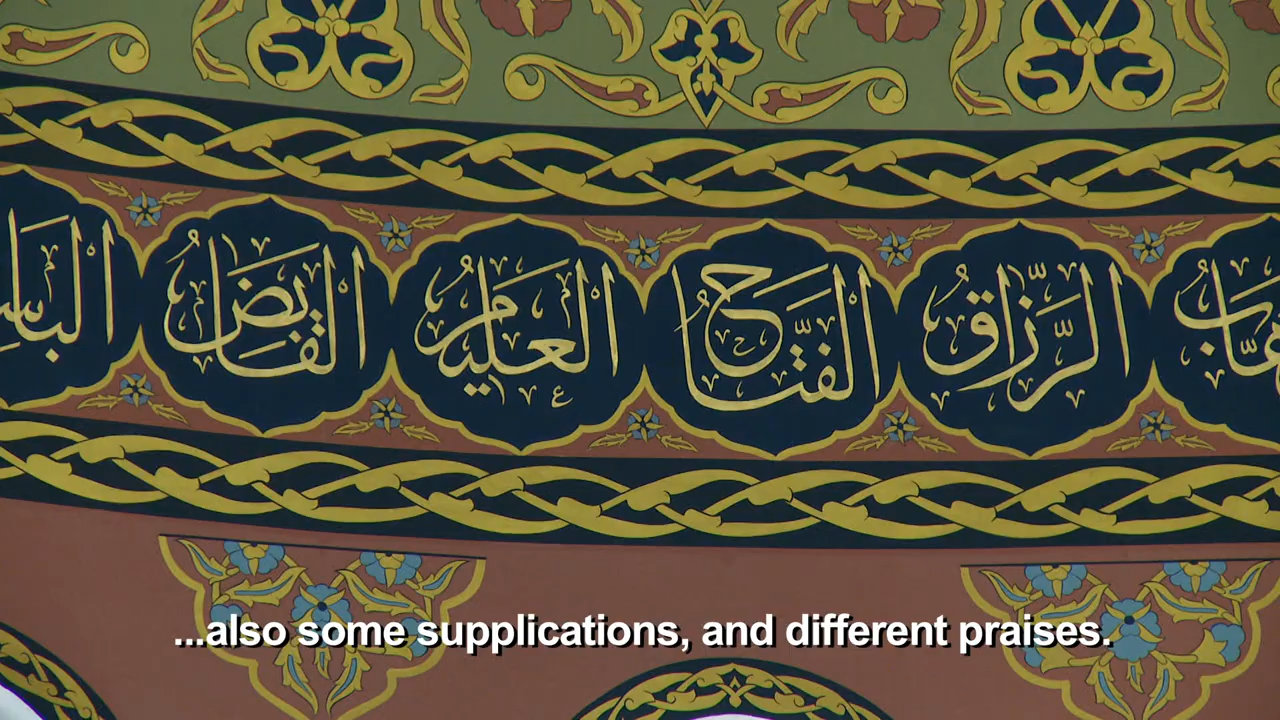 الرزاق الفتاح العليم القابض
...also some supplications, and different praises.